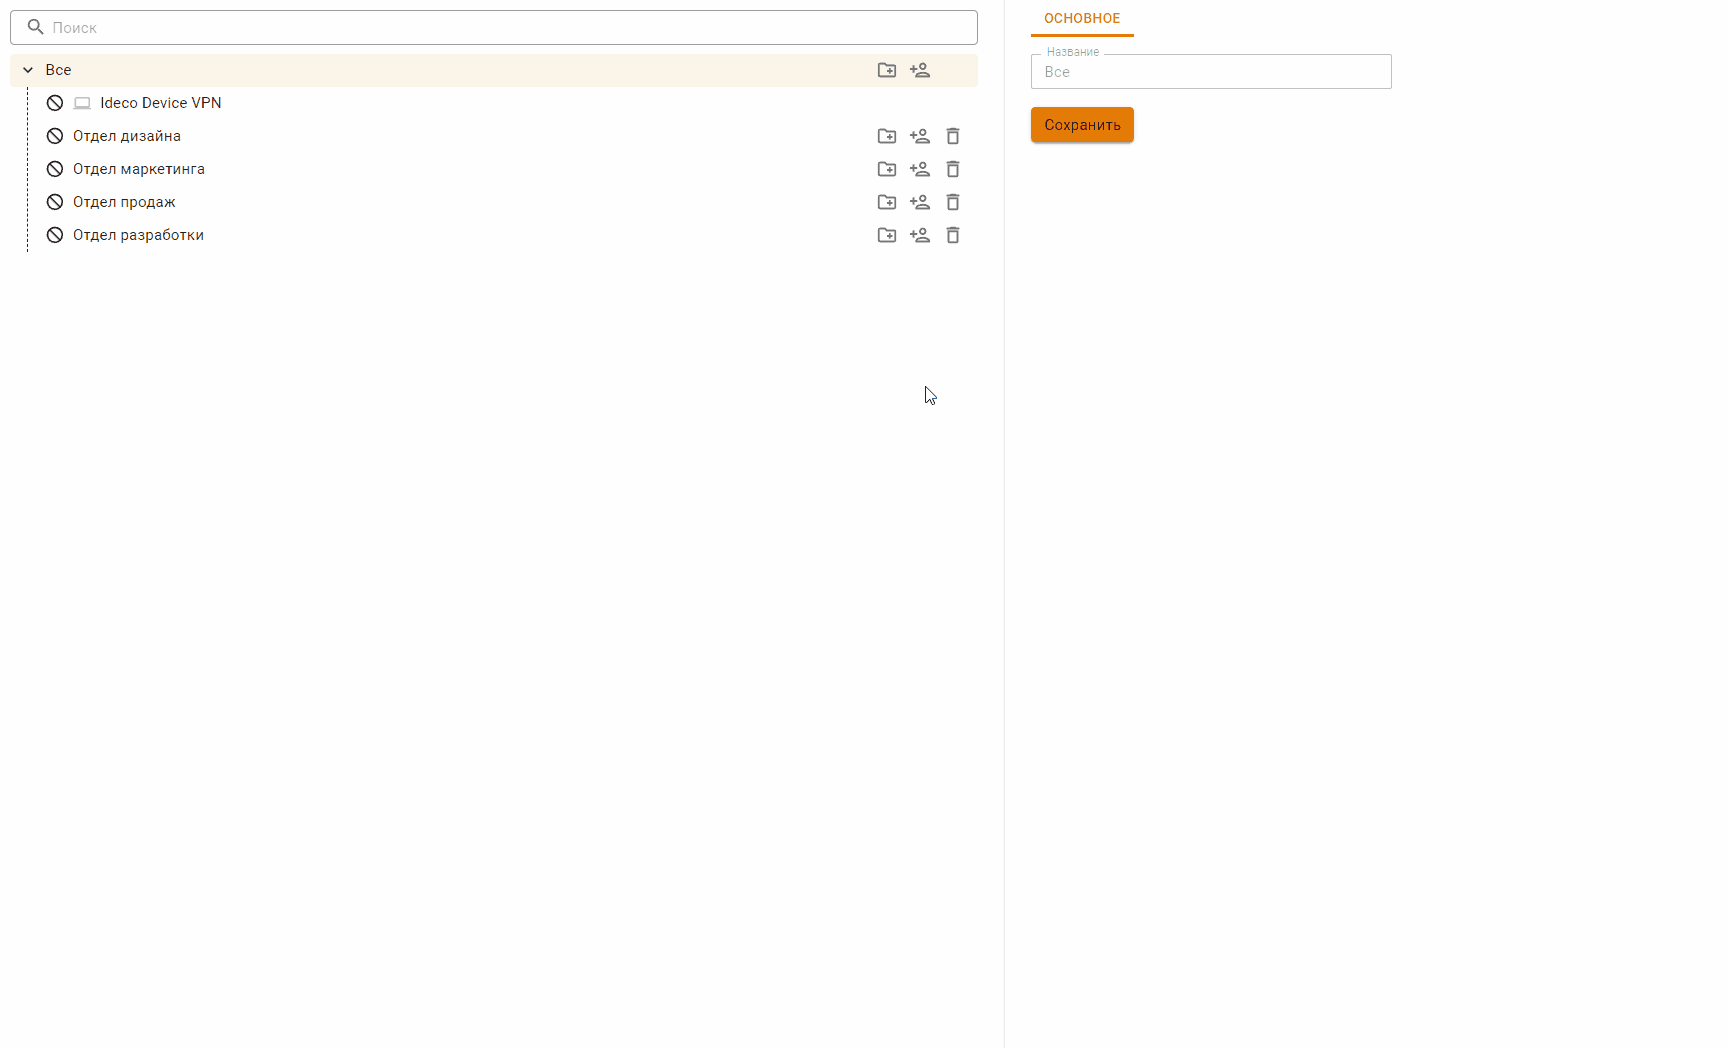 Поиск
Все
Ideco Device VPN
Отдел дизайна
Отдел маркетинга
Отдел продаж
Отдел разработки
ОСНОВНОЕ
Название
Все
Сохранить